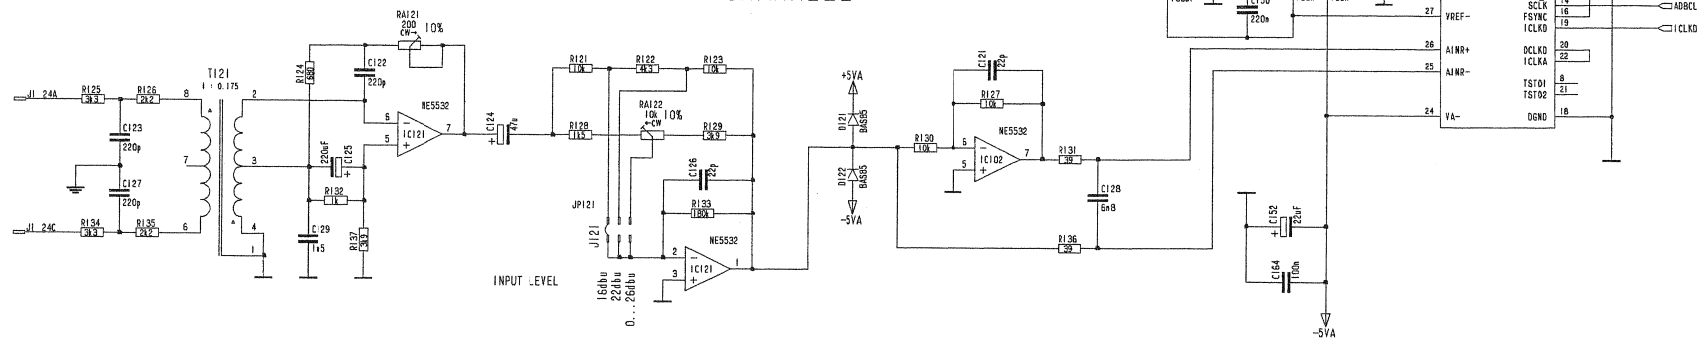 RA121
200
CW→
10%
T121
1 : 0.175
J1 24A
R125
3k3
R126
2k2
8
2
R124
680
C122
220p
C123
220p
7
3
220uF
C125
+
6
5
−
+
IC121
NE5532
7
C124
47u
+
C127
220p
R132
1k
J1 24C
R134
3k3
R135
2k2
6
4
1
C129
1n5
R137
3k9
R121
10k
R122
4k3
R123
10k
RA122
10k
←CW
10%
R128
1k5
R129
3k9
C126
22p
R133
180k
JP121
J121
INPUT LEVEL
16dbu
22dbu
0...26dbu
2
3
−
+
IC121
NE5532
1
+5VA
D121
BAS85
D122
BAS85
-5VA
R130
10k
C121
22p
R127
10k
NE5532
6
5
−
+
IC102
7
R131
39
C128
6n8
R136
39
220n
27
VREF-
26
AINR+
25
AINR-
24
VA-
SCLK
14
FSYNC
16
ICLKD
19
OCLKD
20
ICLKA
22
TSTO1
8
TSTO2
21
DGND
18
ADBCL
ICLKD
C152
22uF
+
C164
100n
-5VA